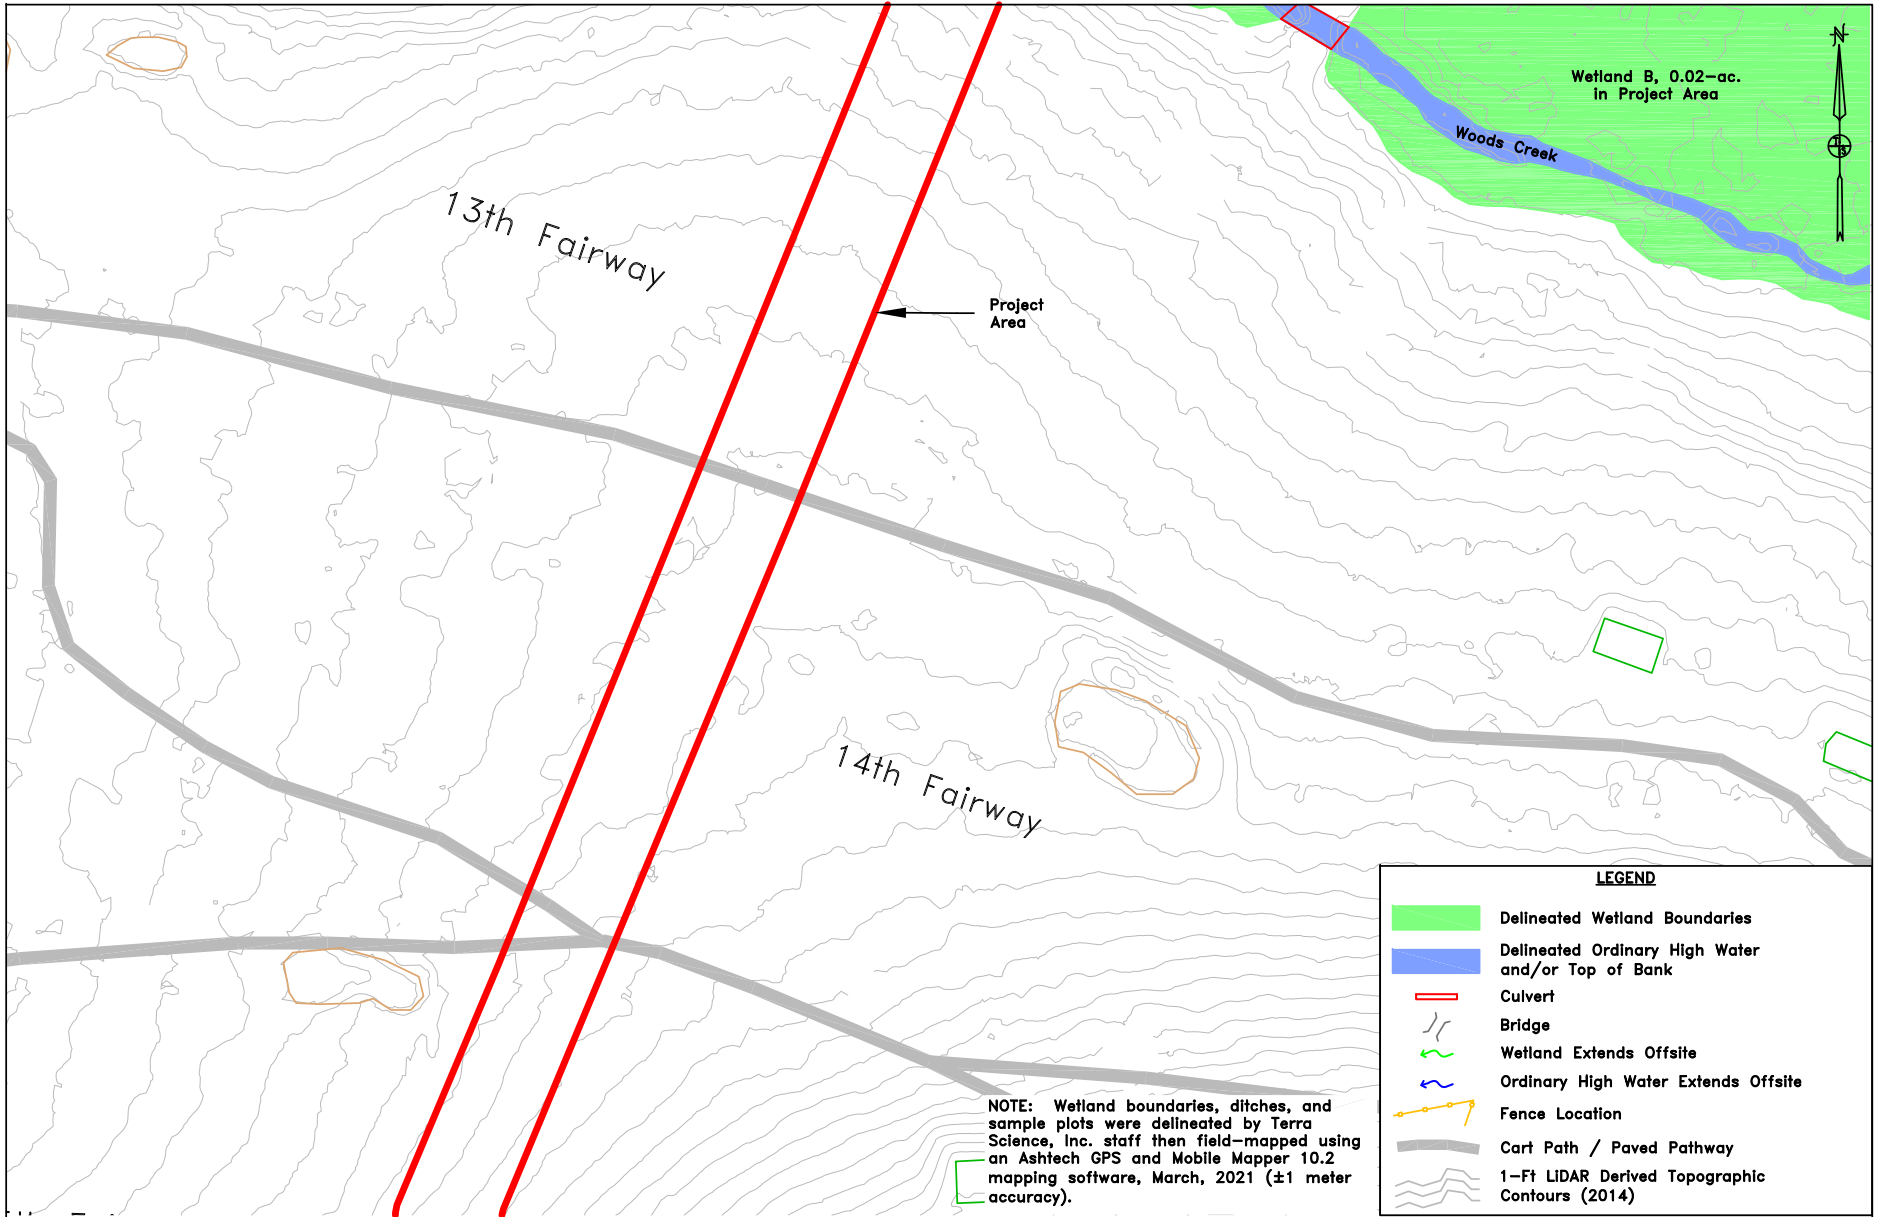 N
Wetland B, 0.02-ac.
in Project Area
Woods Creek
13th Fairway
Project
Area
14th Fairway
LEGEND
Delineated Wetland Boundaries
Delineated Ordinary High Water
and/or Top of Bank
Culvert
Bridge
Wetland Extends Offsite
Ordinary High Water Extends Offsite
Fence Location
Cart Path / Paved Pathway
1-Ft LiDAR Derived Topographic
Contours (2014)
NOTE: Wetland boundaries, ditches, and
sample plots were delineated by Terra
Science, Inc. staff then field-mapped using
an Ashtech GPS and Mobile Mapper 10.2
mapping software, March, 2021 (±1 meter
accuracy).